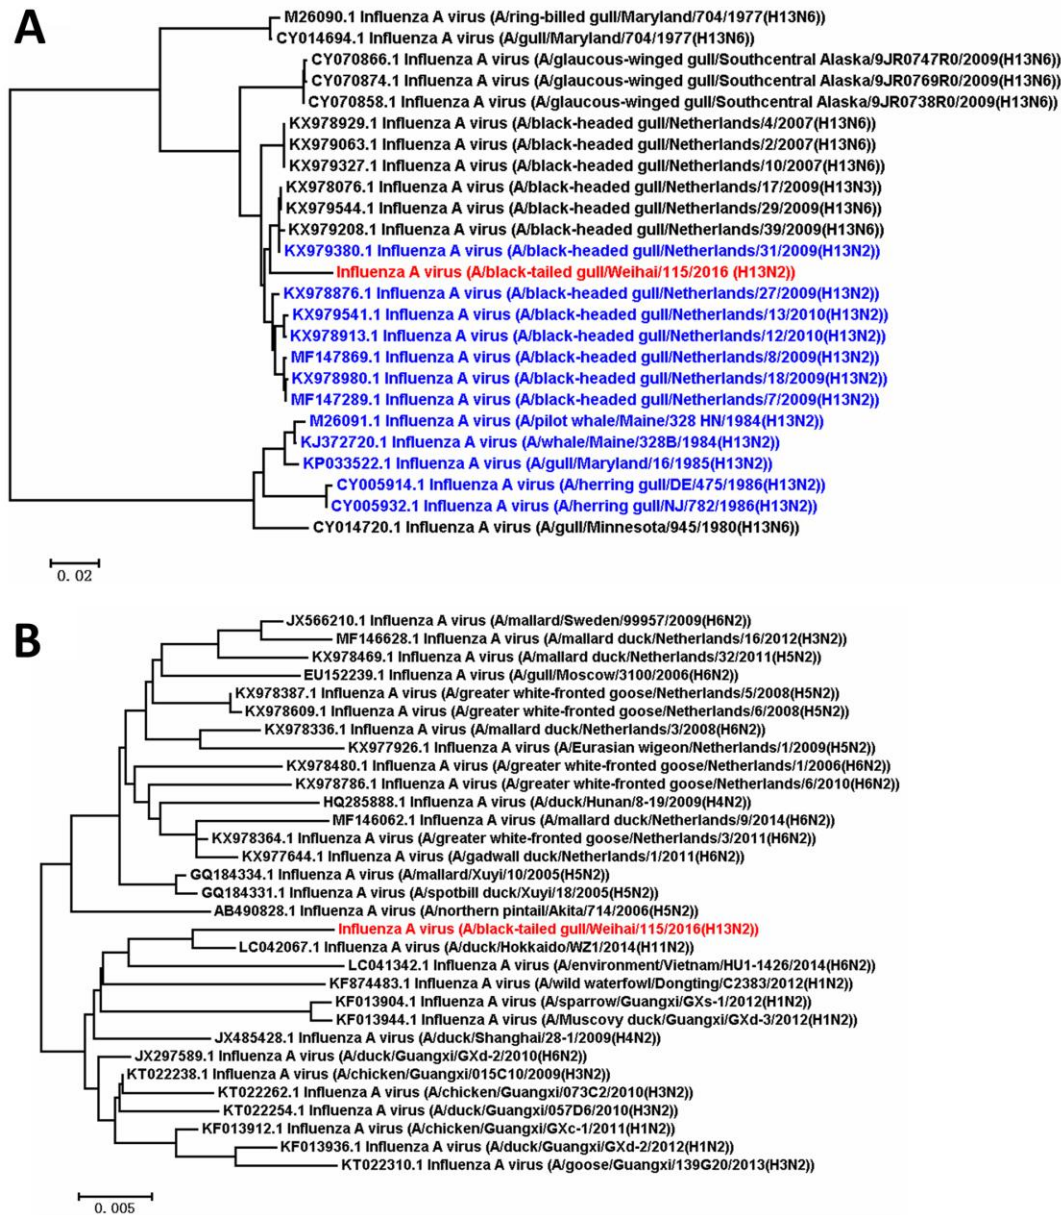 A
M26090.1 Influenza A virus (A/ring-billed gull/Maryland/704/1977(H13N6))
CY014694.1 Influenza A virus (A/gull/Maryland/704/1977(H13N6))
CY070866.1 Influenza A virus (A/glaucous-winged gull/Southcentral Alaska/9JR0747R0/2009(H13N6))
CY070874.1 Influenza A virus (A/glaucous-winged gull/Southcentral Alaska/9JR0769R0/2009(H13N6))
CY070858.1 Influenza A virus (A/glaucous-winged gull/Southcentral Alaska/9JR0738R0/2009(H13N6))
KX978929.1 Influenza A virus (A/black-headed gull/Netherlands/4/2007(H13N6))
KX979063.1 Influenza A virus (A/black-headed gull/Netherlands/2/2007(H13N6))
KX979327.1 Influenza A virus (A/black-headed gull/Netherlands/10/2007(H13N6))
KX978076.1 Influenza A virus (A/black-headed gull/Netherlands/17/2009(H13N3))
KX979544.1 Influenza A virus (A/black-headed gull/Netherlands/29/2009(H13N6))
KX979208.1 Influenza A virus (A/black-headed gull/Netherlands/39/2009(H13N6))
KX979380.1 Influenza A virus (A/black-headed gull/Netherlands/31/2009(H13N2))
Influenza A virus (A/black-tailed gull/Weihai/115/2016 (H13N2))
KX978876.1 Influenza A virus (A/black-headed gull/Netherlands/27/2009(H13N2))
KX979541.1 Influenza A virus (A/black-headed gull/Netherlands/13/2010(H13N2))
KX978913.1 Influenza A virus (A/black-headed gull/Netherlands/12/2010(H13N2))
MF147869.1 Influenza A virus (A/black-headed gull/Netherlands/8/2009(H13N2))
KX978980.1 Influenza A virus (A/black-headed gull/Netherlands/18/2009(H13N2))
MF147289.1 Influenza A virus (A/black-headed gull/Netherlands/7/2009(H13N2))
M26091.1 Influenza A virus (A/pilot whale/Maine/328 HN/1984(H13N2))
KJ372720.1 Influenza A virus (A/whale/Maine/328B/1984(H13N2))
KP033522.1 Influenza A virus (A/gull/Maryland/16/1985(H13N2))
CY005914.1 Influenza A virus (A/herring gull/DE/475/1986(H13N2))
CY005932.1 Influenza A virus (A/herring gull/NJ/782/1986(H13N2))
CY014720.1 Influenza A virus (A/gull/Minnesota/945/1980(H13N6))
0.02
B
JX566210.1 Influenza A virus (A/mallard/Sweden/99957/2009(H6N2))
MF146628.1 Influenza A virus (A/mallard duck/Netherlands/16/2012(H3N2))
KX978469.1 Influenza A virus (A/mallard duck/Netherlands/32/2011(H5N2))
EU152239.1 Influenza A virus (A/gull/Moscow/3100/2006(H6N2))
KX978387.1 Influenza A virus (A/greater white-fronted goose/Netherlands/5/2008(H5N2))
KX978609.1 Influenza A virus (A/greater white-fronted goose/Netherlands/6/2008(H5N2))
KX978336.1 Influenza A virus (A/mallard duck/Netherlands/3/2008(H6N2))
KX977926.1 Influenza A virus (A/Eurasian wigeon/Netherlands/1/2009(H5N2))
KX978480.1 Influenza A virus (A/greater white-fronted goose/Netherlands/1/2006(H6N2))
KX978786.1 Influenza A virus (A/greater white-fronted goose/Netherlands/6/2010(H6N2))
HQ285888.1 Influenza A virus (A/duck/Hunan/8-19/2009(H4N2))
MF146062.1 Influenza A virus (A/mallard duck/Netherlands/9/2014(H6N2))
KX978364.1 Influenza A virus (A/greater white-fronted goose/Netherlands/3/2011(H6N2))
KX977644.1 Influenza A virus (A/gadwall duck/Netherlands/1/2011(H6N2))
GQ184334.1 Influenza A virus (A/mallard/Xuyi/10/2005(H5N2))
GQ184331.1 Influenza A virus (A/spotbill duck/Xuyi/18/2005(H5N2))
AB490828.1 Influenza A virus (A/northern pintail/Akita/714/2006(H5N2))
Influenza A virus (A/black-tailed gull/Weihai/115/2016(H13N2))
LC042067.1 Influenza A virus (A/duck/Hokkaido/WZ1/2014(H11N2))
LC041342.1 Influenza A virus (A/environment/Vietnam/HU1-1426/2014(H6N2))
KF874483.1 Influenza A virus (A/wild waterfowl/Dongting/C2383/2012(H1N2))
KF013904.1 Influenza A virus (A/sparrow/Guangxi/GXs-1/2012(H1N2))
KF013944.1 Influenza A virus (A/Muscovy duck/Guangxi/GXd-3/2012(H1N2))
JX485428.1 Influenza A virus (A/duck/Shanghai/28-1/2009(H4N2))
JX297589.1 Influenza A virus (A/duck/Guangxi/GXd-2/2010(H6N2))
KT022238.1 Influenza A virus (A/chicken/Guangxi/015C10/2009(H3N2))
KT022262.1 Influenza A virus (A/chicken/Guangxi/073C2/2010(H3N2))
KT022254.1 Influenza A virus (A/duck/Guangxi/057D6/2010(H3N2))
KF013912.1 Influenza A virus (A/chicken/Guangxi/GXc-1/2011(H1N2))
KF013936.1 Influenza A virus (A/duck/Guangxi/GXd-2/2012(H1N2))
KT022310.1 Influenza A virus (A/goose/Guangxi/139G20/2013(H3N2))
0.005